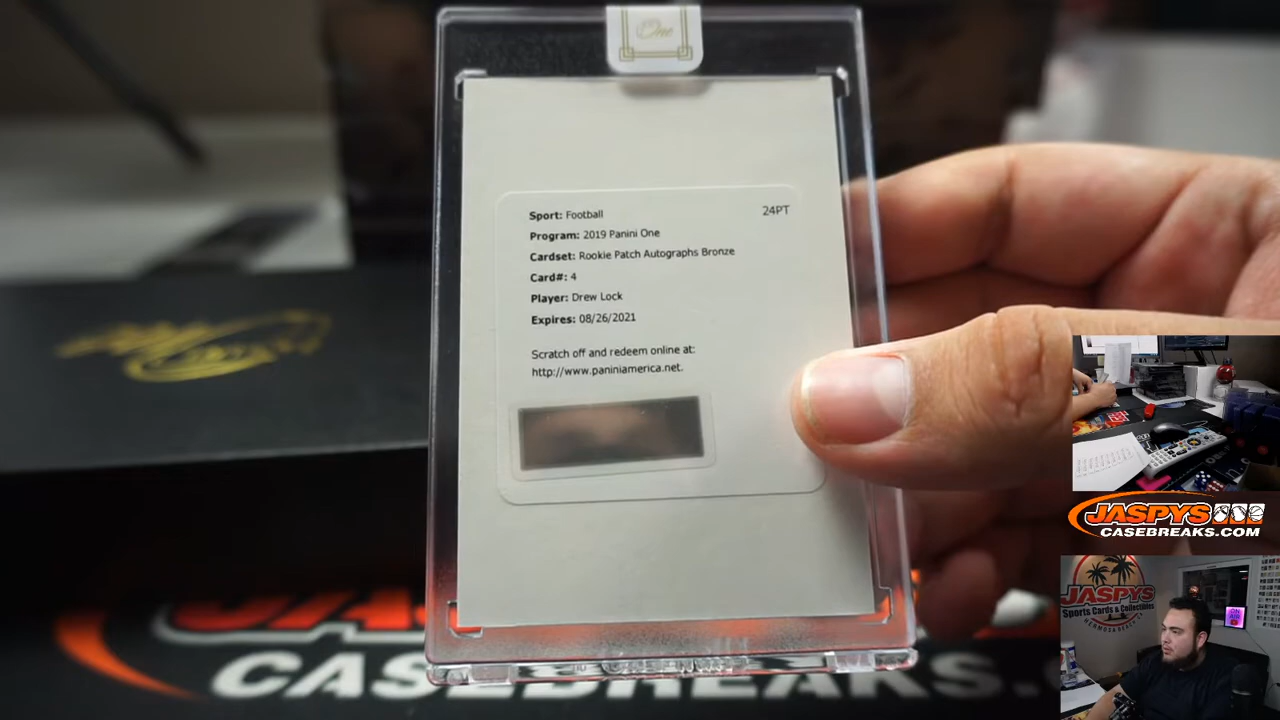 One
Sport: Football
24PT
Program: 2019 Panini One
Cardset: Rookie Patch Autographs Bronze
Card#: 4
Player: Drew Lock
Expires: 08/26/2021
Scratch off and redeem online at:
http://www.paniniamerica.net.
CASEBREAKS.
JASPYS
CASEBREAKS.COM
JASPYS
Sports Cards & Collectibles
HERMOSA BEACH